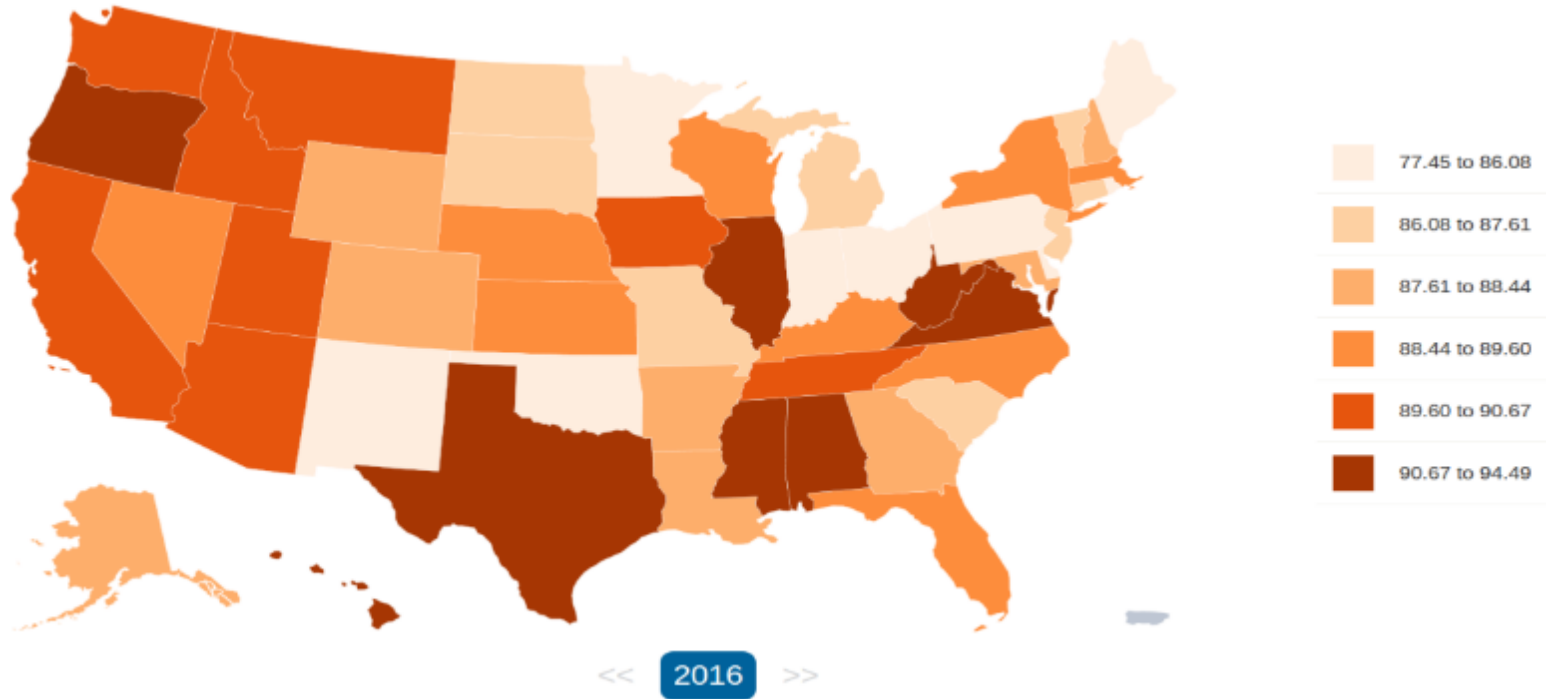 77.45 to 86.08
86.08 to 87.61
87.61 to 88.44
88.44 to 89.60
89.60 to 90.67
90.67 to 94.49
<< 2016 >>